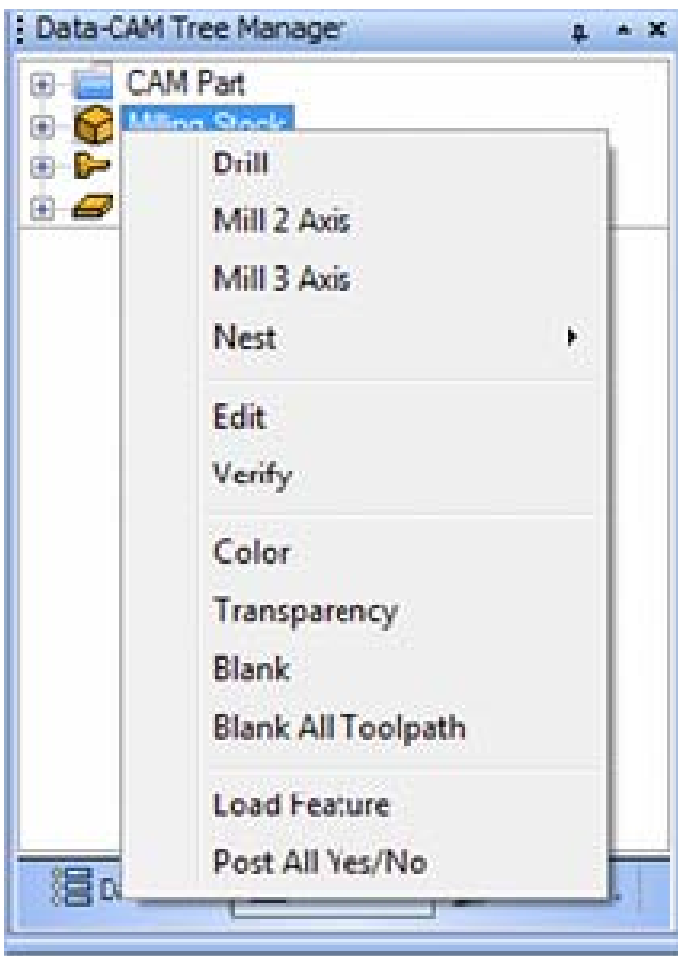 Data-CAM Tree Manager
CAM Part
Milling Stock
Drill
Mill 2 Axis
Mill 3 Axis
Nest
Edit
Verify
Color
Transparency
Blank
Blank All Toolpath
Load Feature
Post All Yes/No